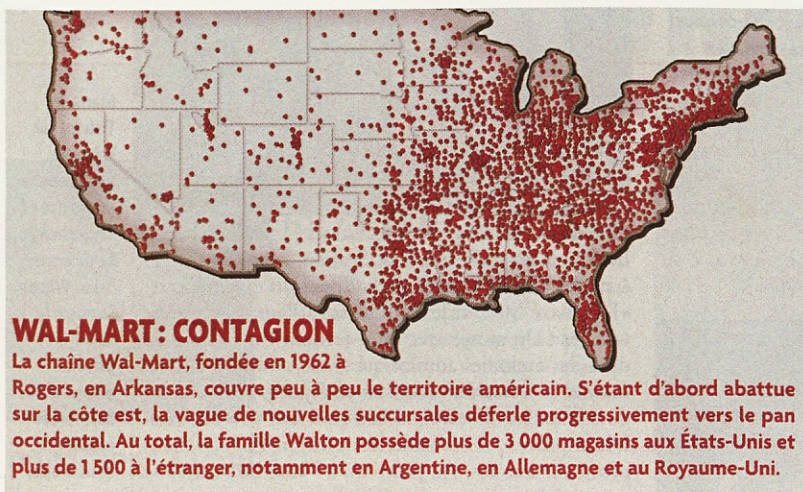 WAL-MART: CONTAGION
La chaîne Wal-Mart, fondée en 1962 à
Rogers, en Arkansas, couvre peu à peu le territoire américain. S'étant d'abord abattue
sur la côte est, la vague de nouvelles succursales déferle progressivement vers le pan
occidental. Au total, la famille Walton possède plus de 3 000 magasins aux États-Unis et
plus de 1 500 à l'étranger, notamment en Argentine, en Allemagne et au Royaume-Uni.